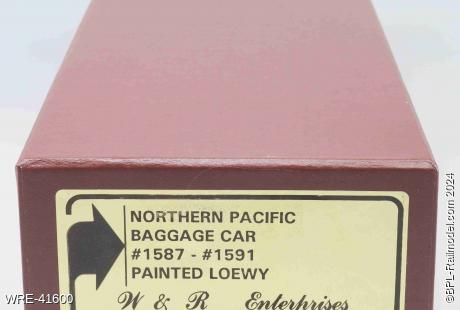 NORTHERN PACIFIC
BAGGAGE CAR
#1587 - #1591
PAINTED LOEWY
W & R Enterprises
WRE-41600
©BPL-Railmodel.com 2024